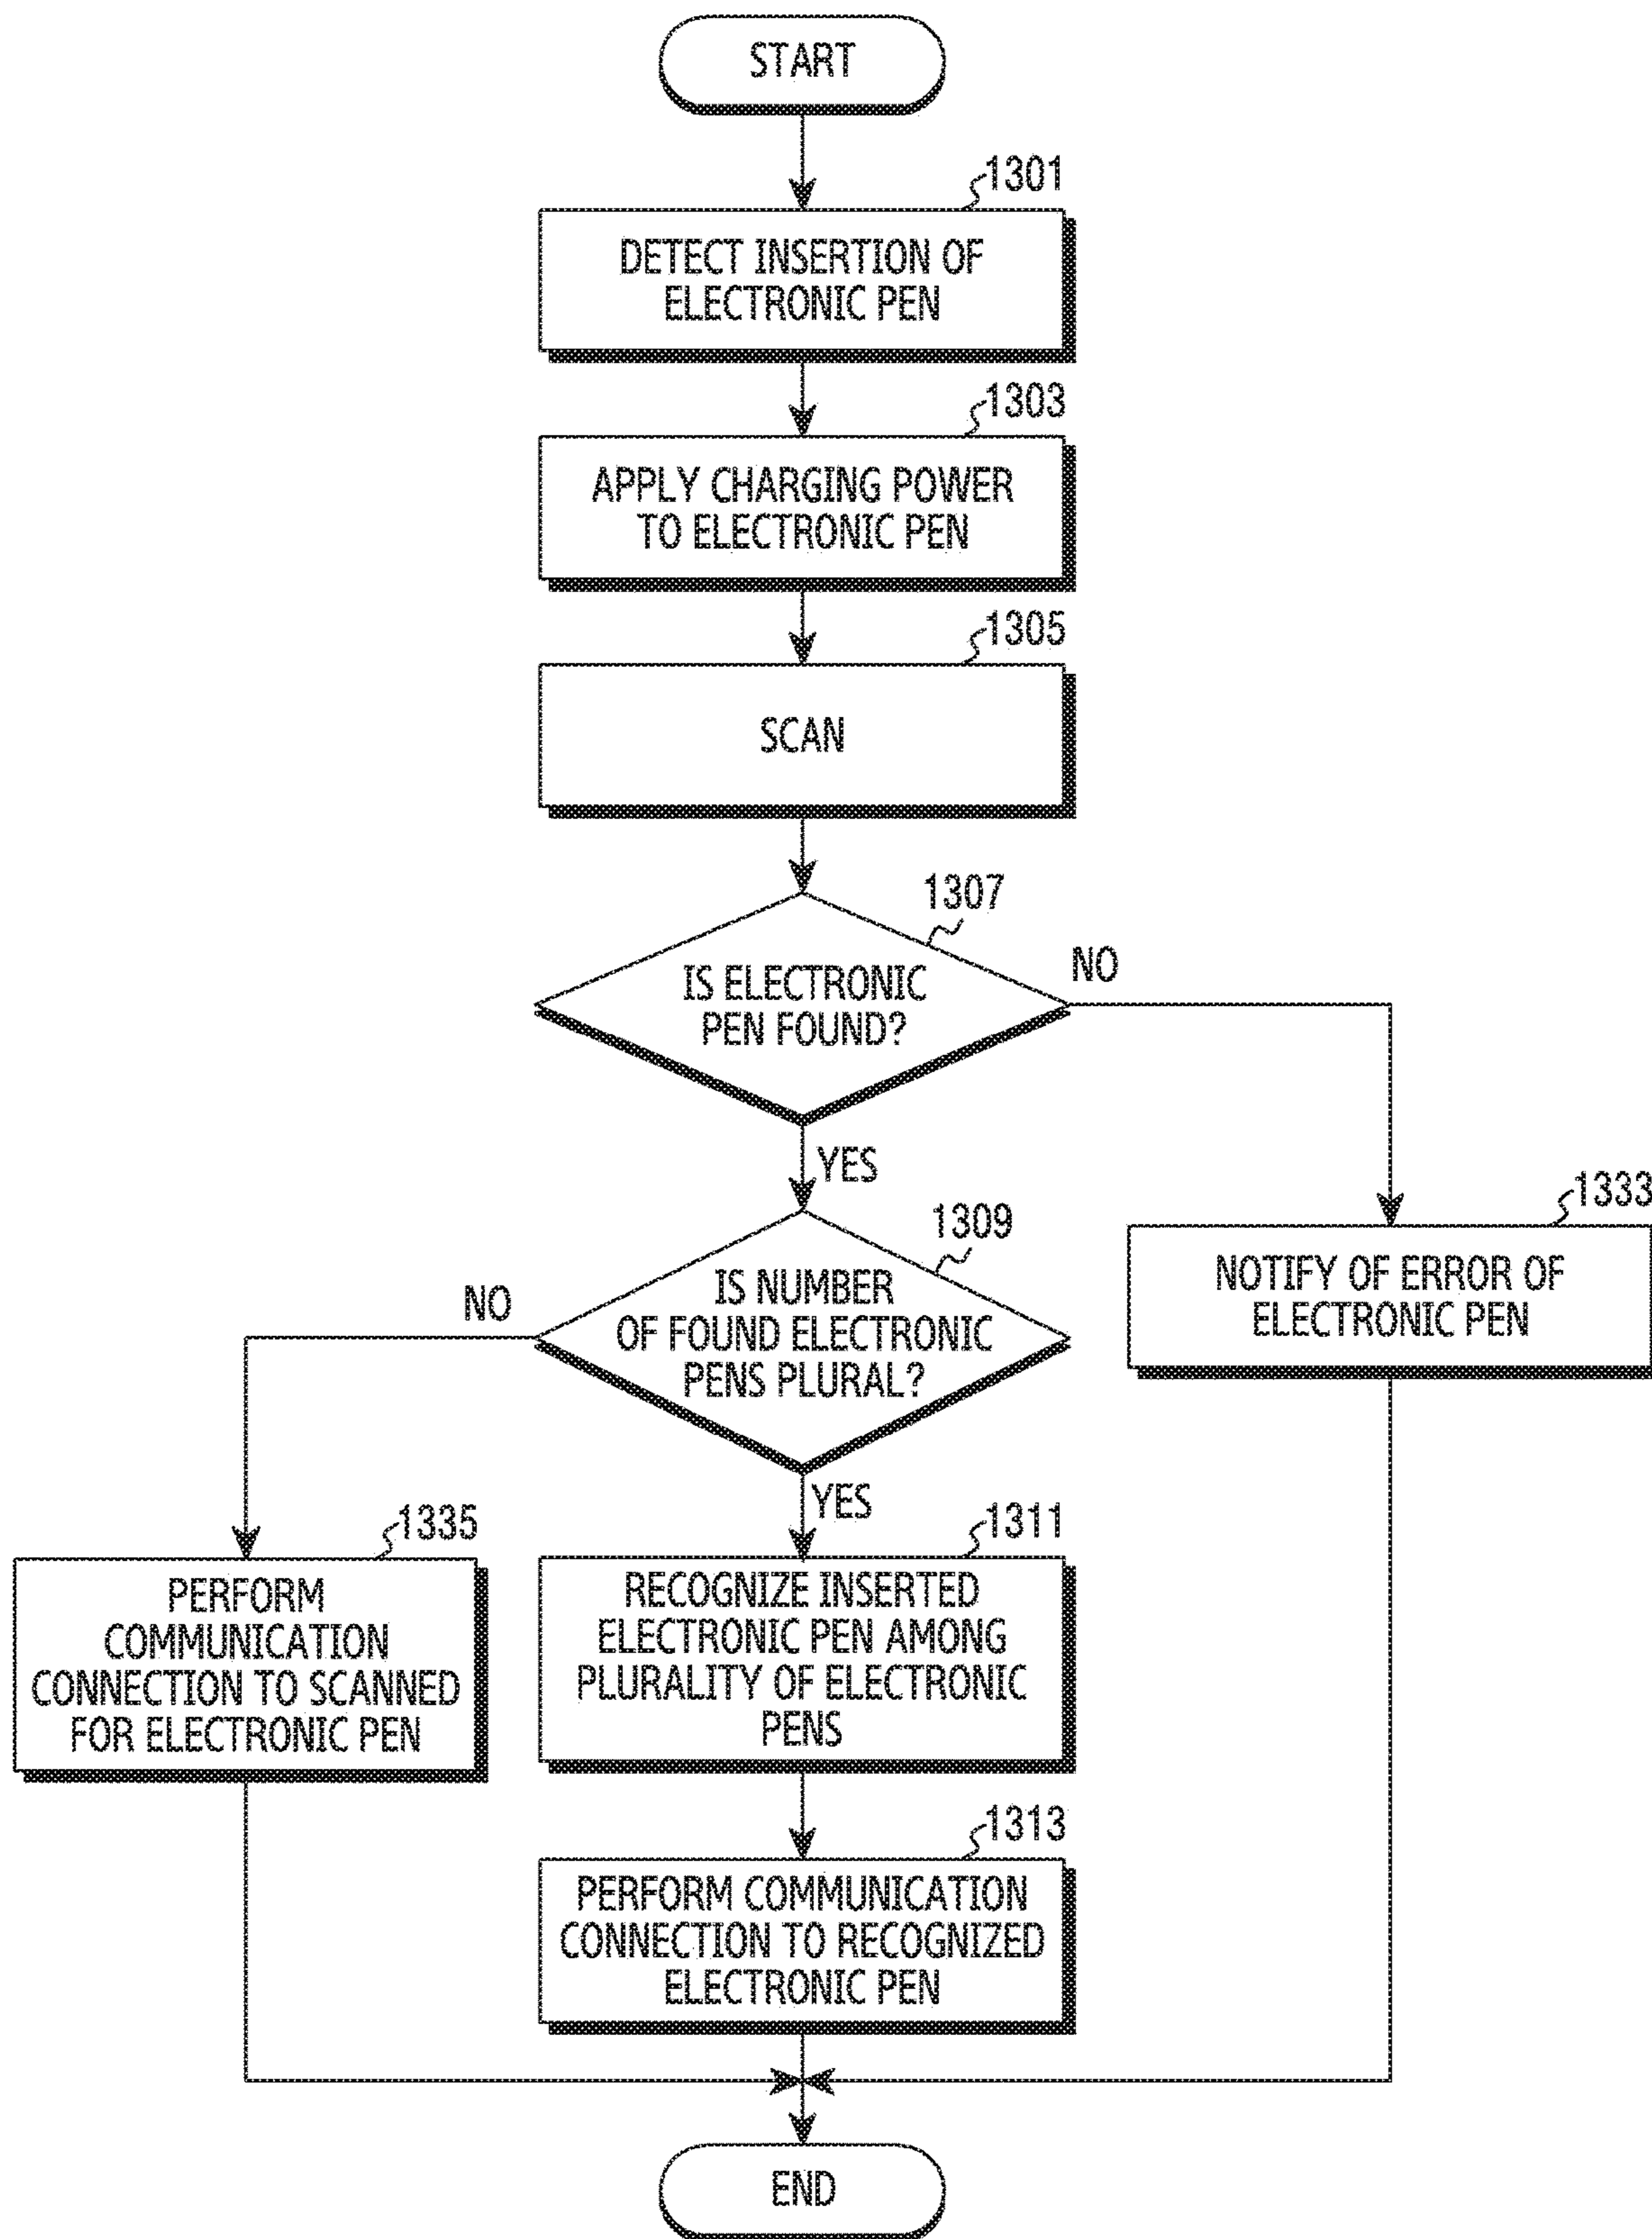 START
1301
DETECT INSERTION OF
ELECTRONIC PEN
1303
APPLY CHARGING POWER
TO ELECTRONIC PEN
1305
SCAN
1307
IS ELECTRONIC
PEN FOUND?
NO
YES
1333
NOTIFY OF ERROR OF
ELECTRONIC PEN
1309
IS NUMBER
OF FOUND ELECTRONIC
PENS PLURAL?
NO
YES
1335
PERFORM
COMMUNICATION
CONNECTION TO SCANNED
FOR ELECTRONIC PEN
1311
RECOGNIZE INSERTED
ELECTRONIC PEN AMONG
PLURALITY OF ELECTRONIC
PENS
1313
PERFORM COMMUNICATION
CONNECTION TO RECOGNIZED
ELECTRONIC PEN
END